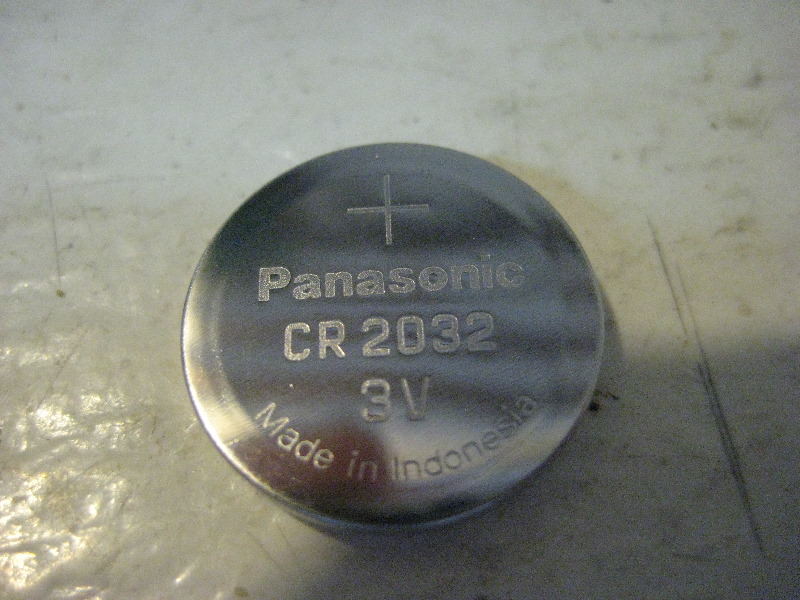 +
Panasonic
CR 2032
3V
Made in Indonesia